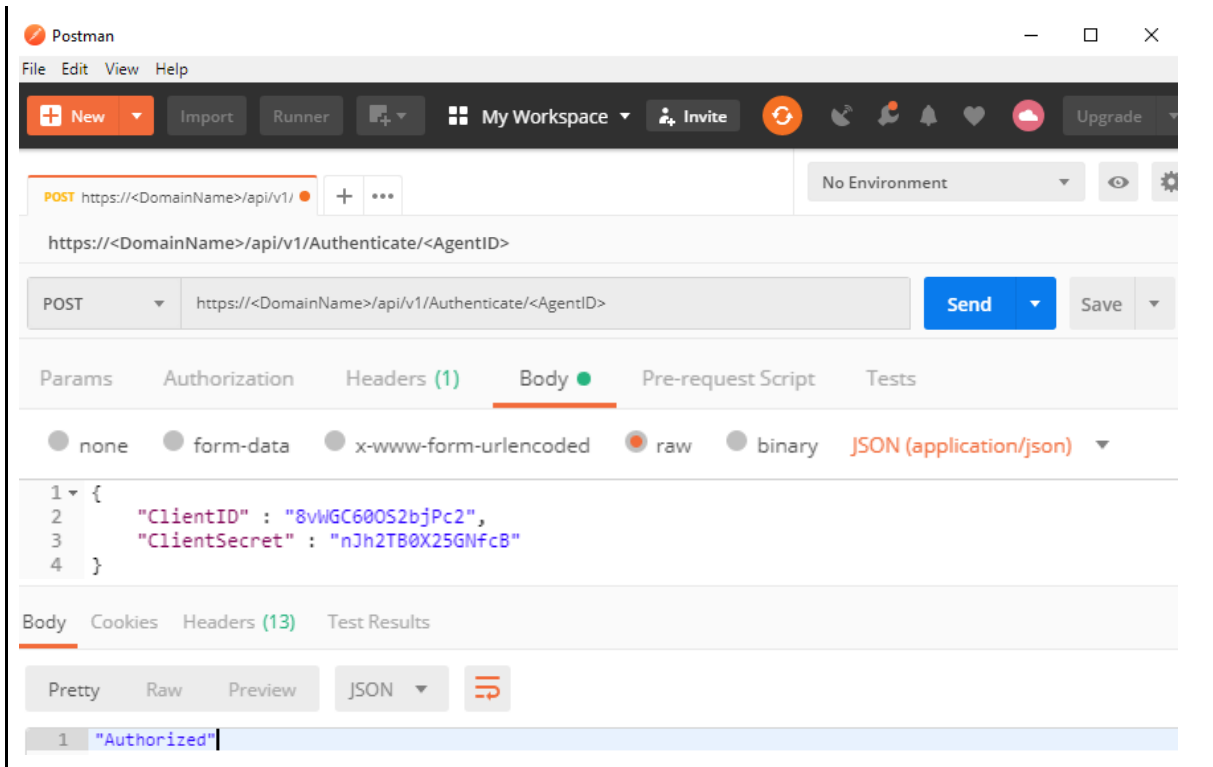 Postman
File Edit View Help
New Import Runner My Workspace Invite Upgrade
POST https://<DomainName>/api/v1/ No Environment
https://<DomainName>/api/v1/Authenticate/<AgentID>
POST https://<DomainName>/api/v1/Authenticate/<AgentID> Send Save
Params Authorization Headers (1) Body Pre-request Script Tests
none form-data x-www-form-urlencoded raw binary JSON (application/json)
1 {
2 "ClientID" : "8vWGC60OS2bjPc2",
3 "ClientSecret" : "nJh2TB0X25GNfcB"
4 }
Body Cookies Headers (13) Test Results
Pretty Raw Preview JSON
1 "Authorized"